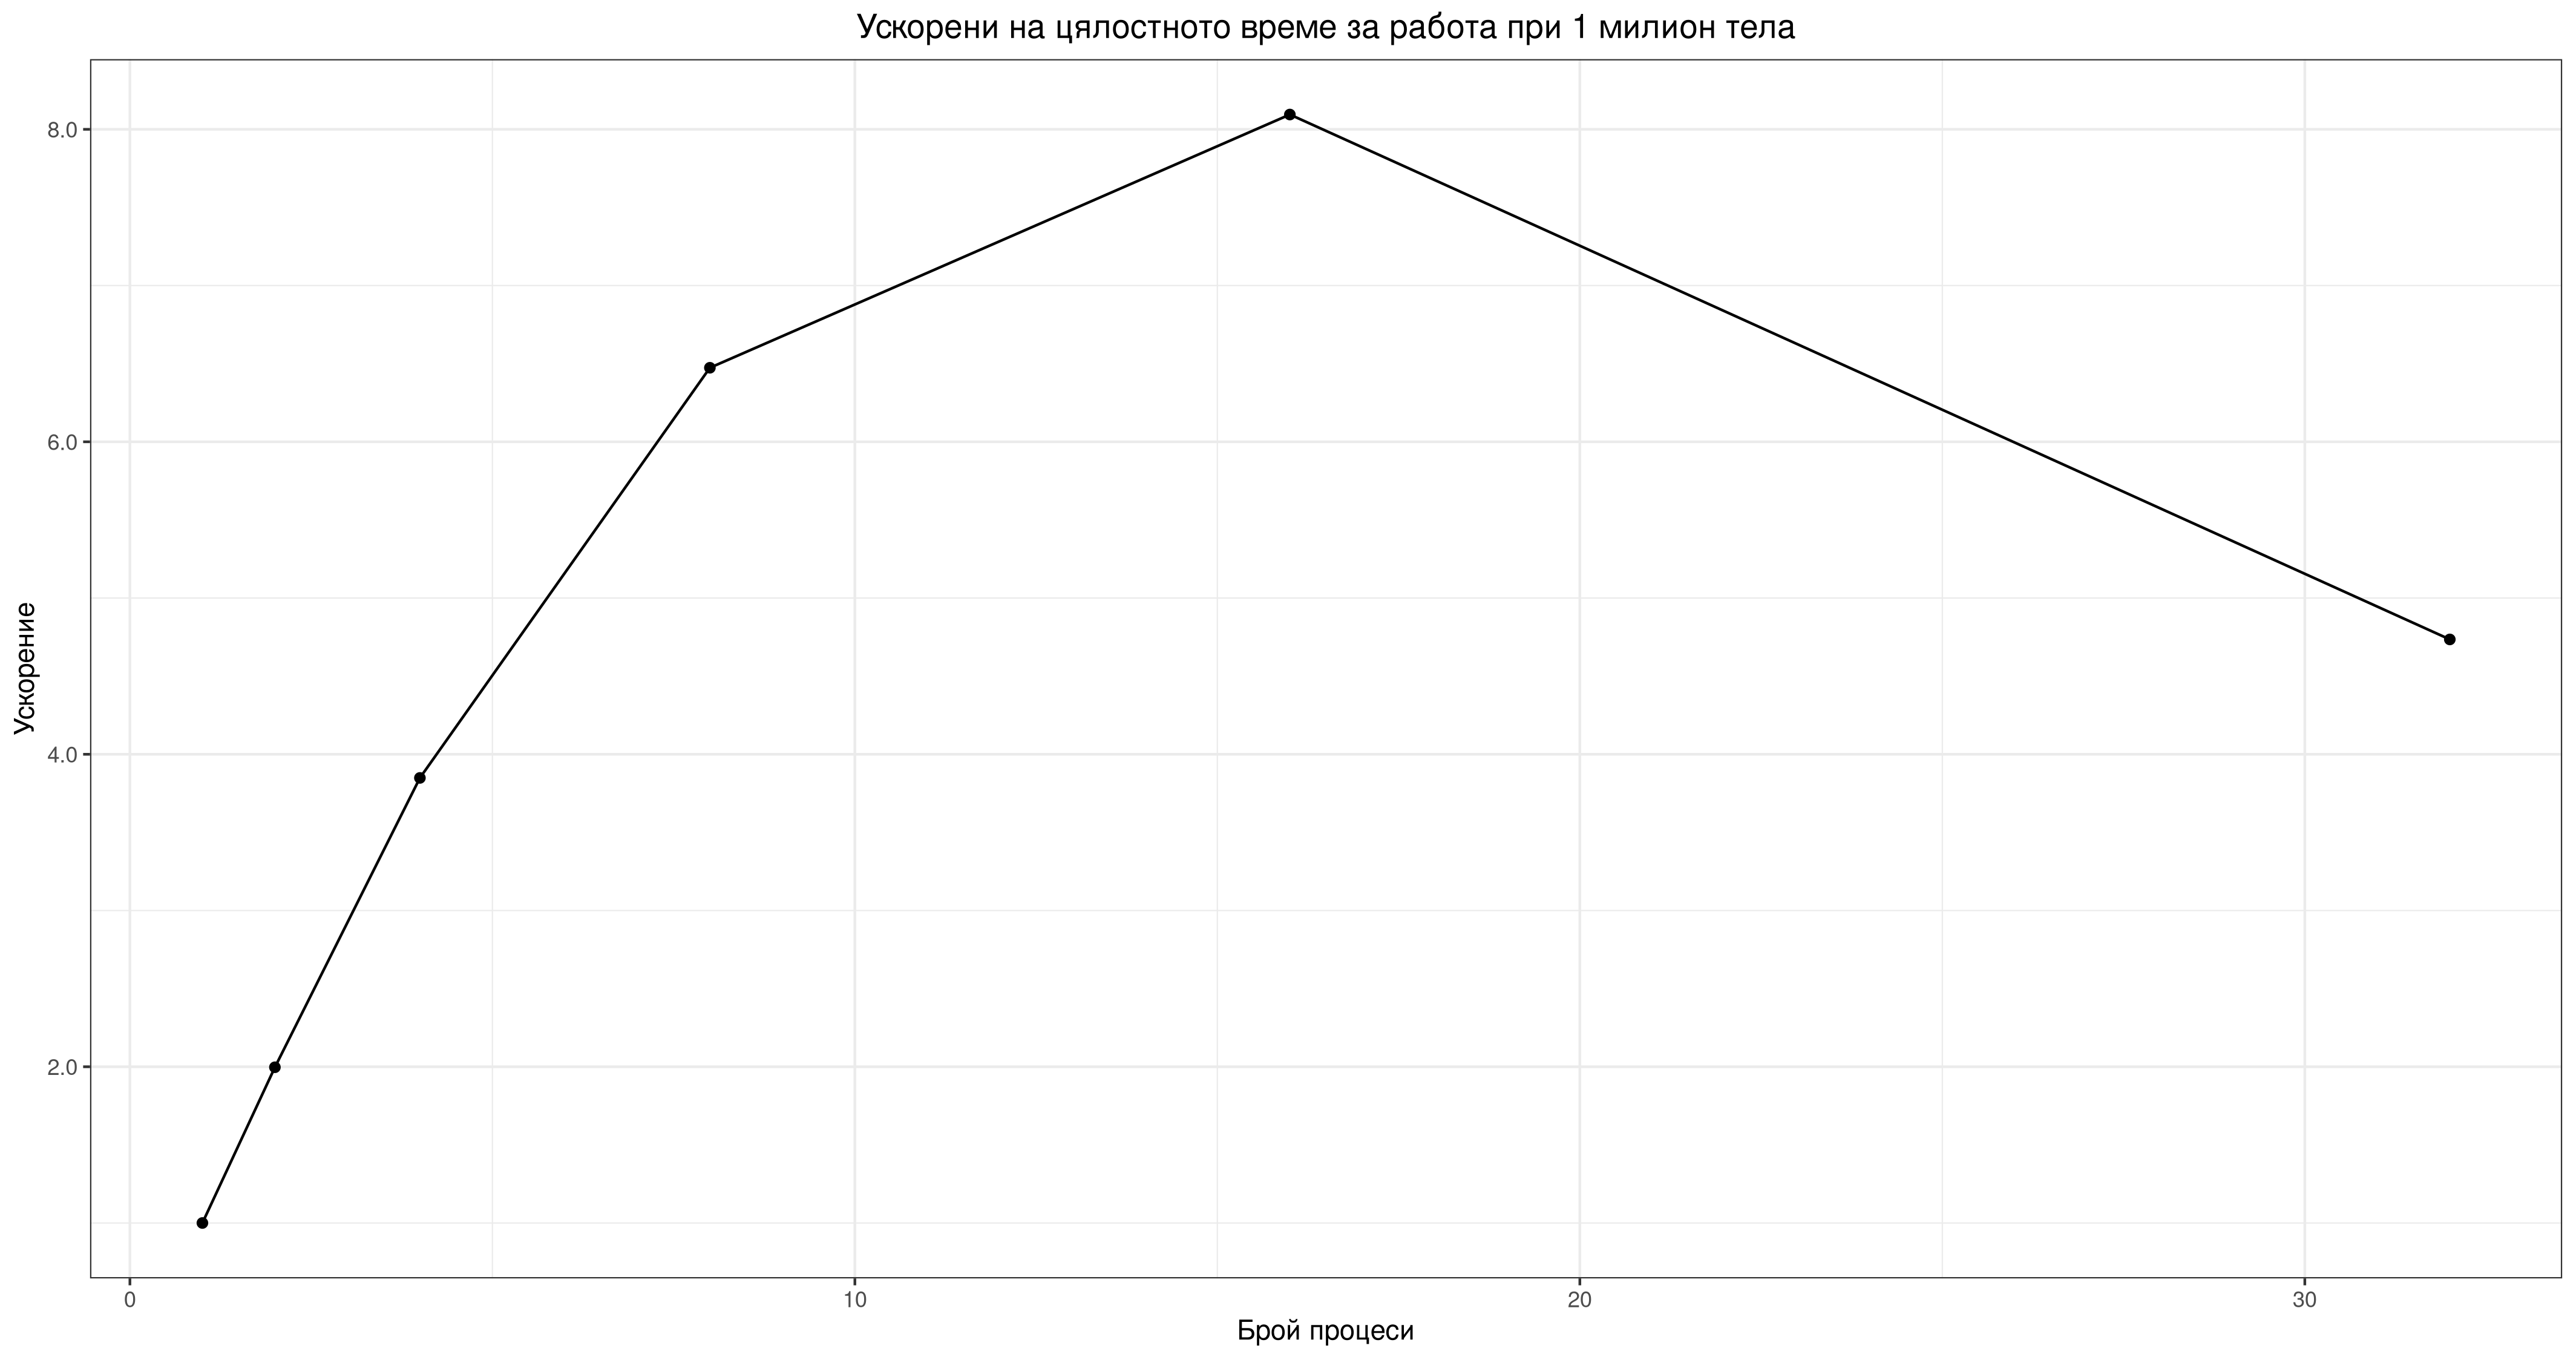 Ускорени на цялостното време за работа при 1 милион тела
Ускорение
8.0
6.0
4.0
2.0
0
10
20
30
Брой процеси